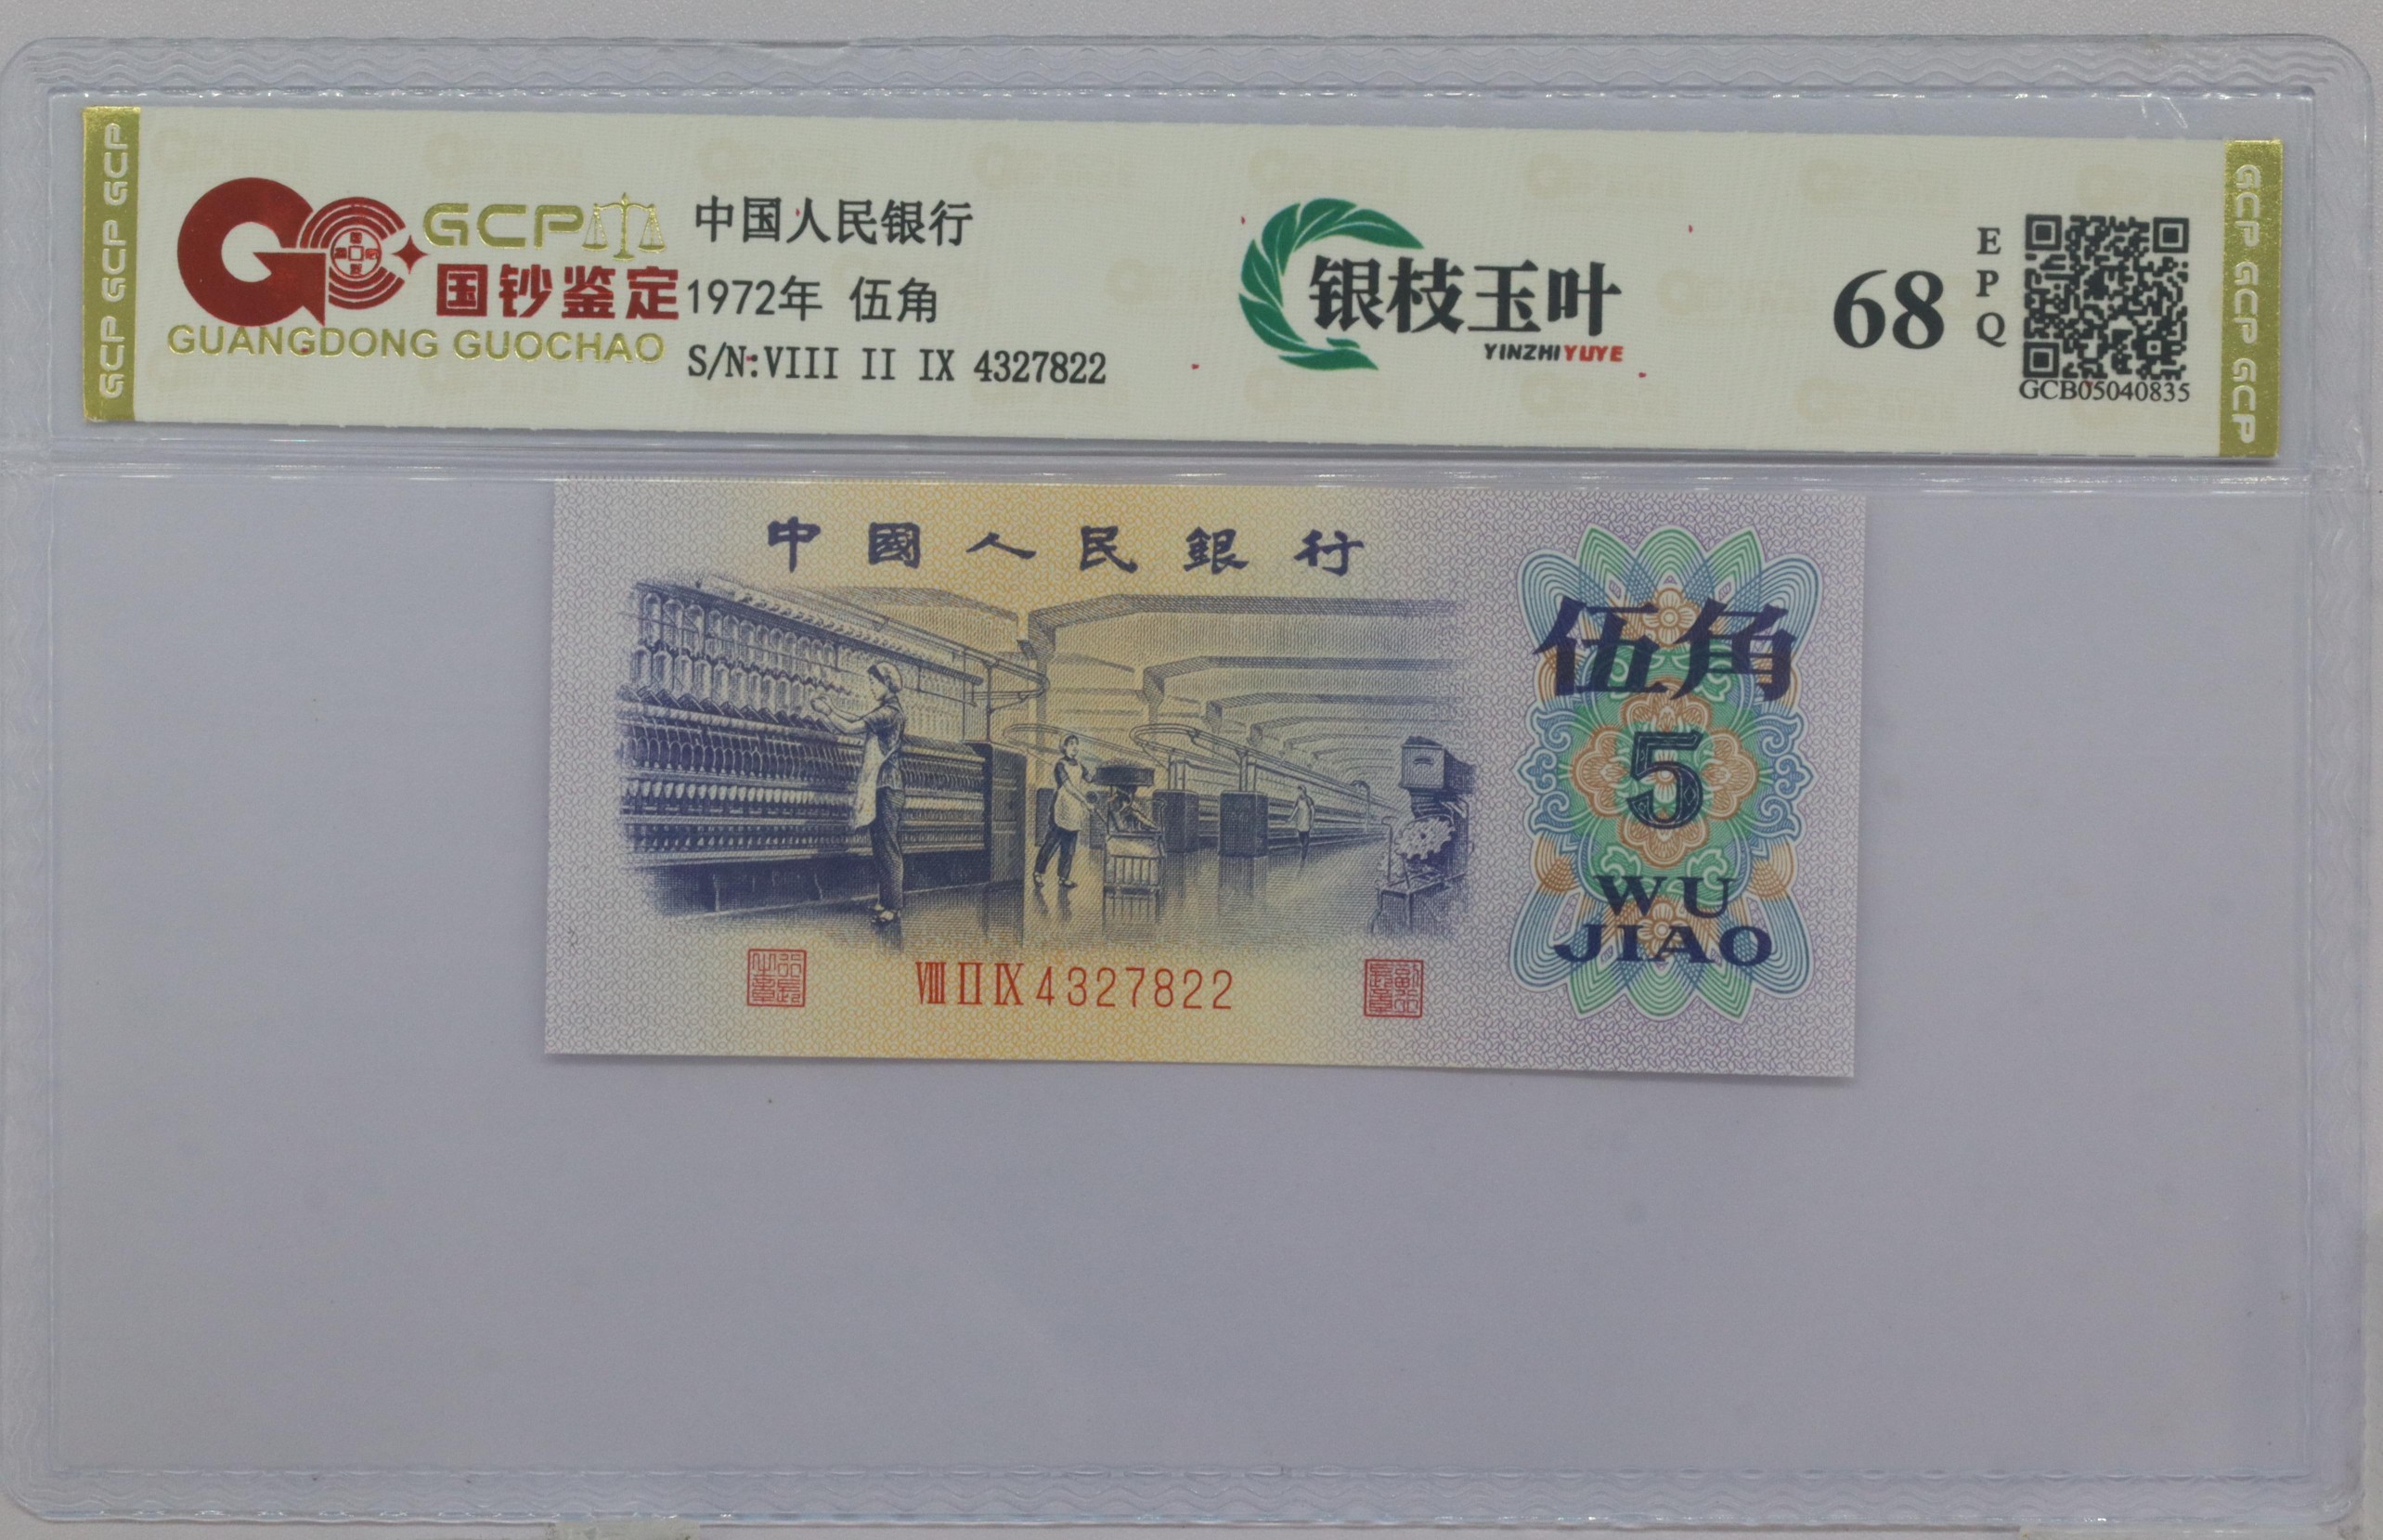 GCP GCP GCP
GCP
国钞鉴定
GUANGDONG GUOCHAO
中国人民银行
1972年 伍角
S/N:VIII II IX 4327822
银枝玉叶
YINZHIYUYE
68
EPQ
GCB05040835
GCP GCP GCP
中國人民銀行
伍角
5
WU
JIAO
VIII II IX 4327822